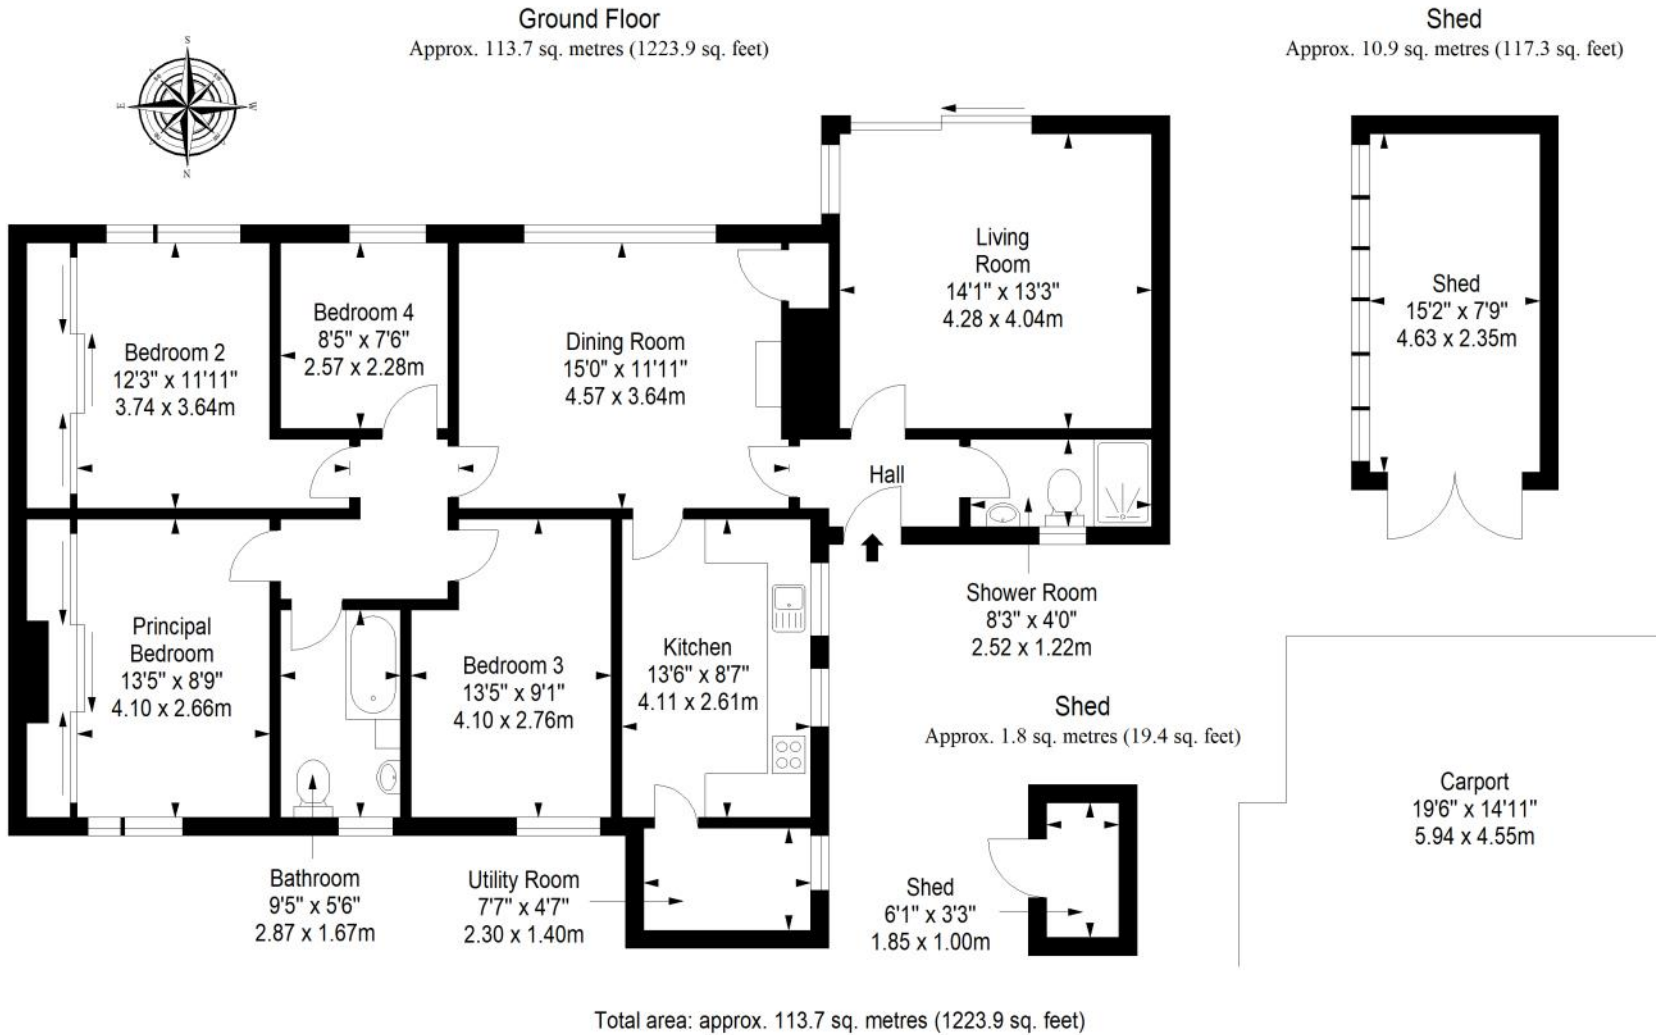 Ground Floor
Approx. 113.7 sq. metres (1223.9 sq. feet)
Shed
Approx. 10.9 sq. metres (117.3 sq. feet)
S
E
W
N
Living
Room
14'1" x 13'3"
4.28 x 4.04m
Shed
15'2" x 7'9"
4.63 x 2.35m
Bedroom 4
8'5" x 7'6"
2.57 x 2.28m
Bedroom 2
12'3" x 11'11"
3.74 x 3.64m
Dining Room
15'0" x 11'11"
4.57 x 3.64m
Hall
Shower Room
8'3" x 4'0"
2.52 x 1.22m
Principal
Bedroom
13'5" x 8'9"
4.10 x 2.66m
Bedroom 3
13'5" x 9'1"
4.10 x 2.76m
Kitchen
13'6" x 8'7"
4.11 x 2.61m
Shed
Approx. 1.8 sq. metres (19.4 sq. feet)
Carport
19'6" x 14'11"
5.94 x 4.55m
Bathroom
9'5" x 5'6"
2.87 x 1.67m
Utility Room
7'7" x 4'7"
2.30 x 1.40m
Shed
6'1" x 3'3"
1.85 x 1.00m
Total area: approx. 113.7 sq. metres (1223.9 sq. feet)